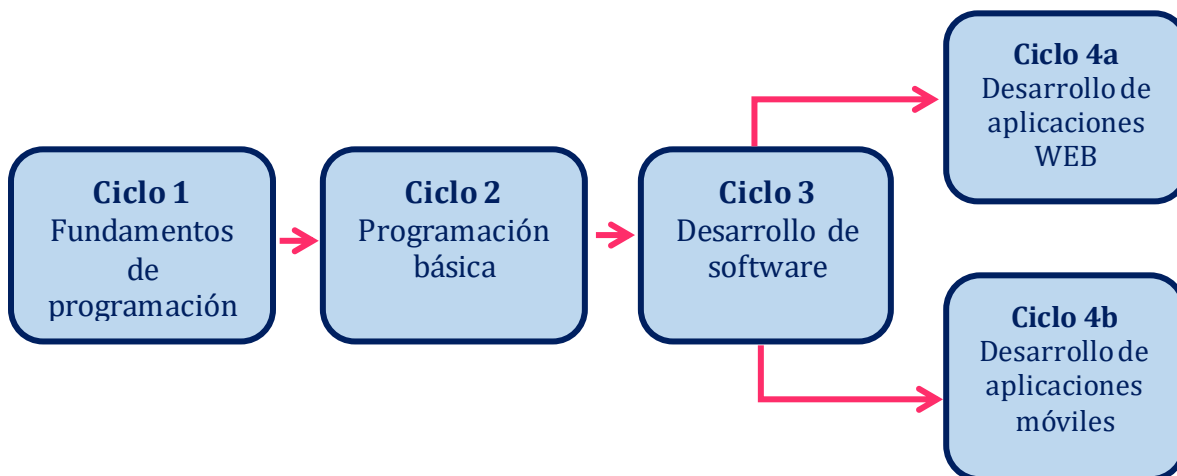 Ciclo 1
Fundamentos
de
programación
Ciclo 2
Programación
básica
Ciclo 3
Desarrollo de
software
Ciclo 4a
Desarrollo de
aplicaciones
WEB
Ciclo 4b
Desarrollo de
aplicaciones
móviles